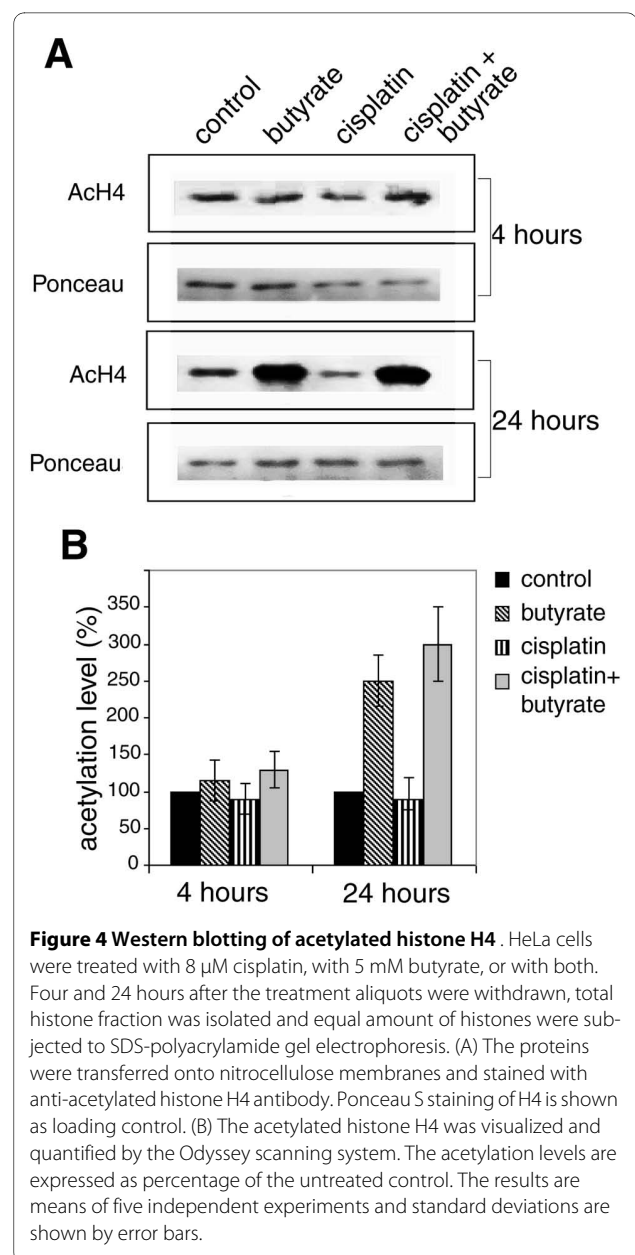 A
control butyrate cisplatin cisplatin + butyrate
AcH4
4 hours
Ponceau
AcH4
24 hours
Ponceau
B
acetylation level (%)
350
300
250
200
150
100
50
0
4 hours 24 hours
control
butyrate
cisplatin
cisplatin+
butyrate
Figure 4 Western blotting of acetylated histone H4 . HeLa cells
were treated with 8 μM cisplatin, with 5 mM butyrate, or with both.
Four and 24 hours after the treatment aliquots were withdrawn, total
histone fraction was isolated and equal amount of histones were sub-
jected to SDS-polyacrylamide gel electrophoresis. (A) The proteins
were transferred onto nitrocellulose membranes and stained with
anti-acetylated histone H4 antibody. Ponceau S staining of H4 is shown
as loading control. (B) The acetylated histone H4 was visualized and
quantified by the Odyssey scanning system. The acetylation levels are
expressed as percentage of the untreated control. The results are
means of five independent experiments and standard deviations are
shown by error bars.